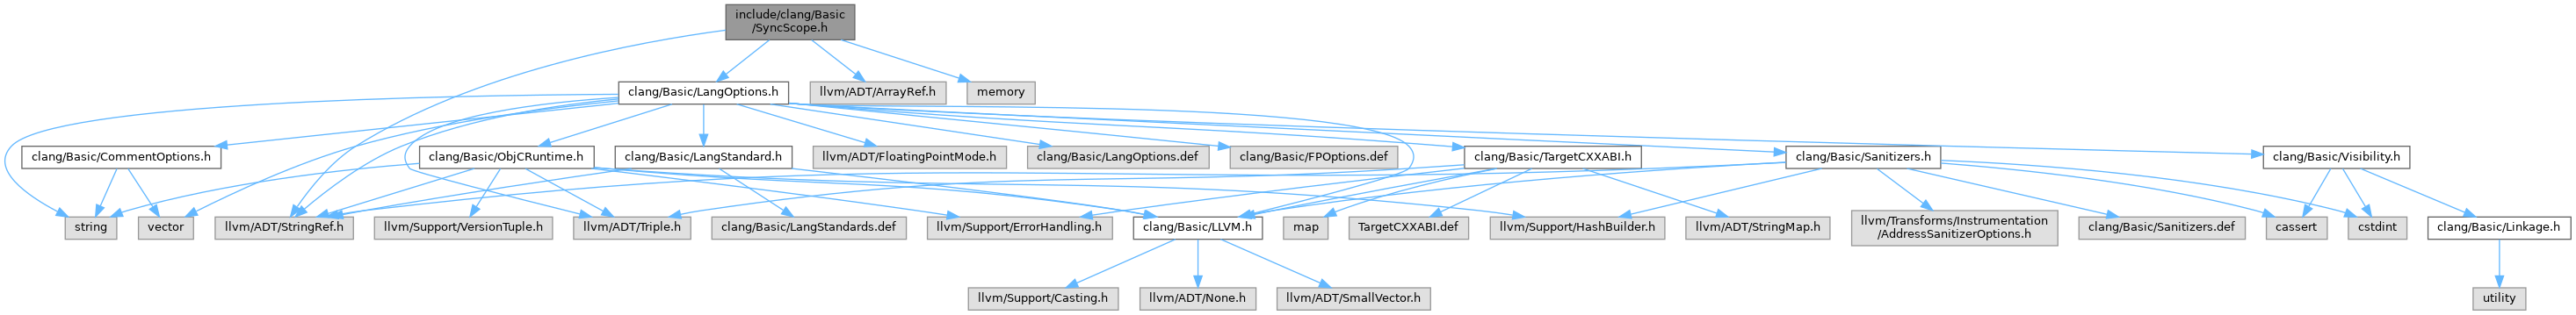 include/clang/Basic
/SyncScope.h
clang/Basic/LangOptions.h
llvm/ADT/ArrayRef.h
memory
clang/Basic/CommentOptions.h
clang/Basic/ObjCRuntime.h
clang/Basic/LangStandard.h
llvm/ADT/FloatingPointMode.h
clang/Basic/LangOptions.def
clang/Basic/FPOptions.def
clang/Basic/TargetCXXABI.h
clang/Basic/Sanitizers.h
clang/Basic/Visibility.h
string
vector
llvm/ADT/StringRef.h
llvm/Support/VersionTuple.h
llvm/ADT/Triple.h
clang/Basic/LangStandards.def
llvm/Support/ErrorHandling.h
clang/Basic/LLVM.h
map
TargetCXXABI.def
llvm/Support/HashBuilder.h
llvm/ADT/StringMap.h
llvm/Transforms/Instrumentation
/AddressSanitizerOptions.h
clang/Basic/Sanitizers.def
cassert
cstdint
clang/Basic/Linkage.h
llvm/Support/Casting.h
llvm/ADT/None.h
llvm/ADT/SmallVector.h
utility